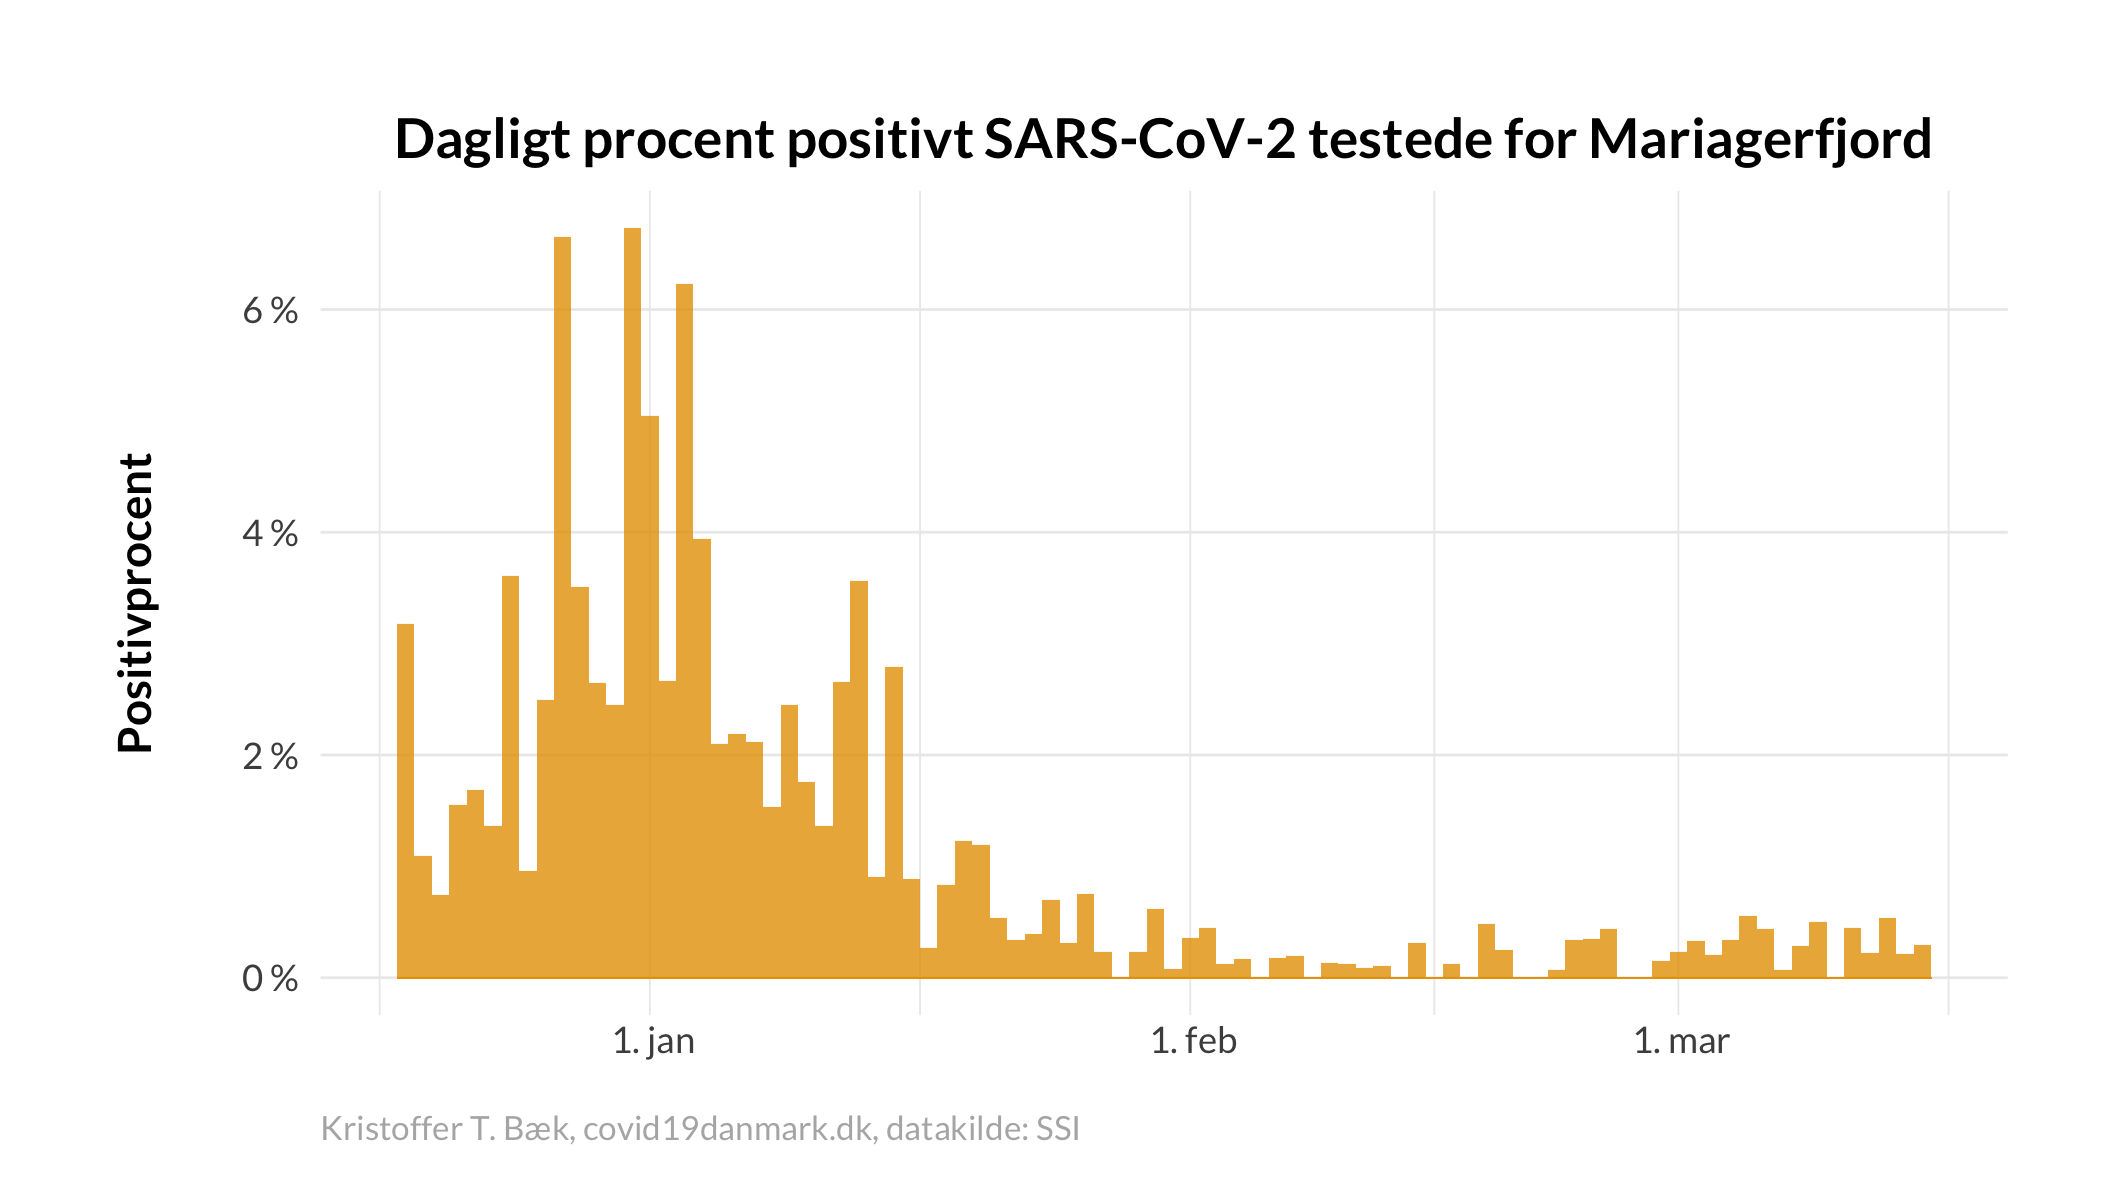 Dagligt procent positivt SARS-CoV-2 testede for Mariagerfjord
Positivprocent
6 %
4 %
2 %
0 %
1. jan
1. feb
1. mar
Kristoffer T. Bæk, covid19danmark.dk, datakilde: SSI